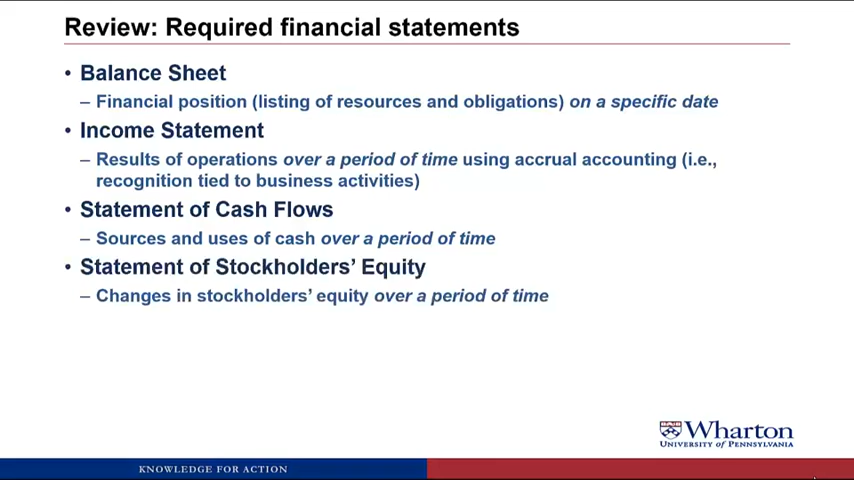 Review: Required financial statements
• Balance Sheet
– Financial position (listing of resources and obligations) on a specific date
• Income Statement
– Results of operations over a period of time using accrual accounting (i.e.,
recognition tied to business activities)
• Statement of Cash Flows
– Sources and uses of cash over a period of time
• Statement of Stockholders’ Equity
– Changes in stockholders’ equity over a period of time
Wharton
UNIVERSITY of PENNSYLVANIA
KNOWLEDGE FOR ACTION